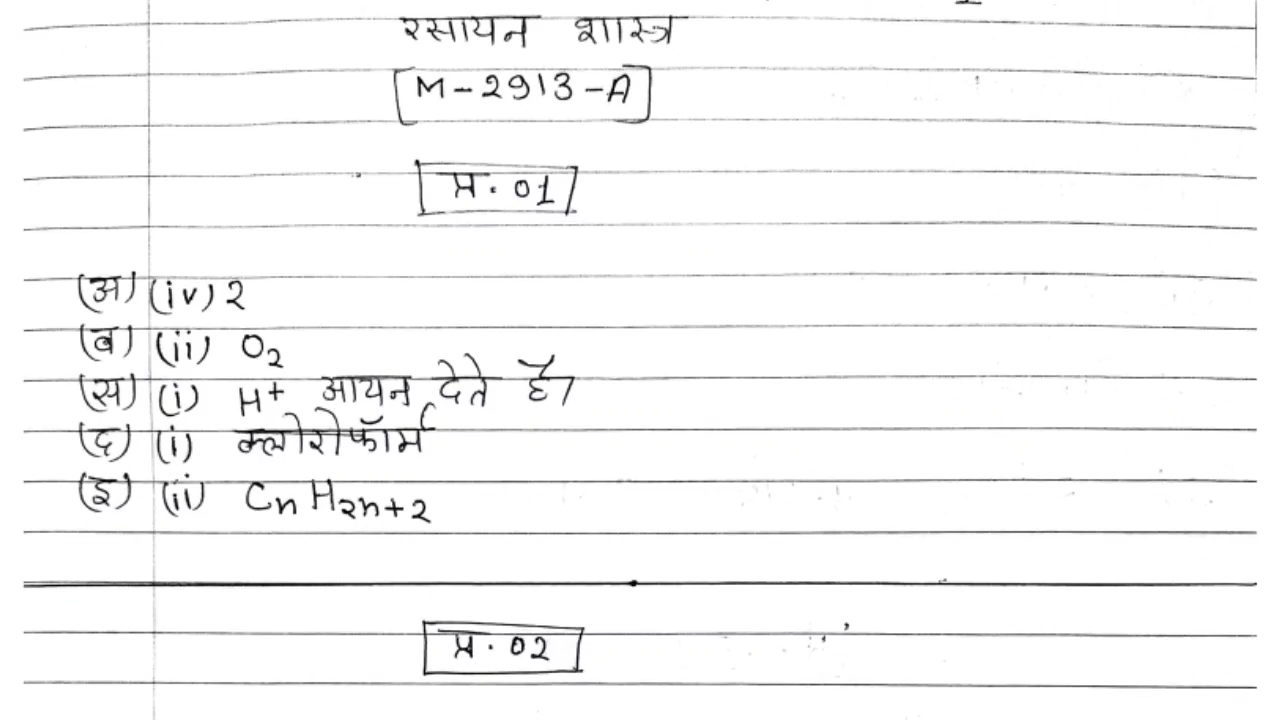 रसायन शास्त्र
[M-2913-A]
प्र. 01
(अ) (iv) 2
(ब) (ii) O₂
(स) (i) H⁺ आयन देते हैं।
(द) (i) क्लोरोफॉर्म
(इ) (ii) CₙH₂ₙ₊₂
प्र. 02